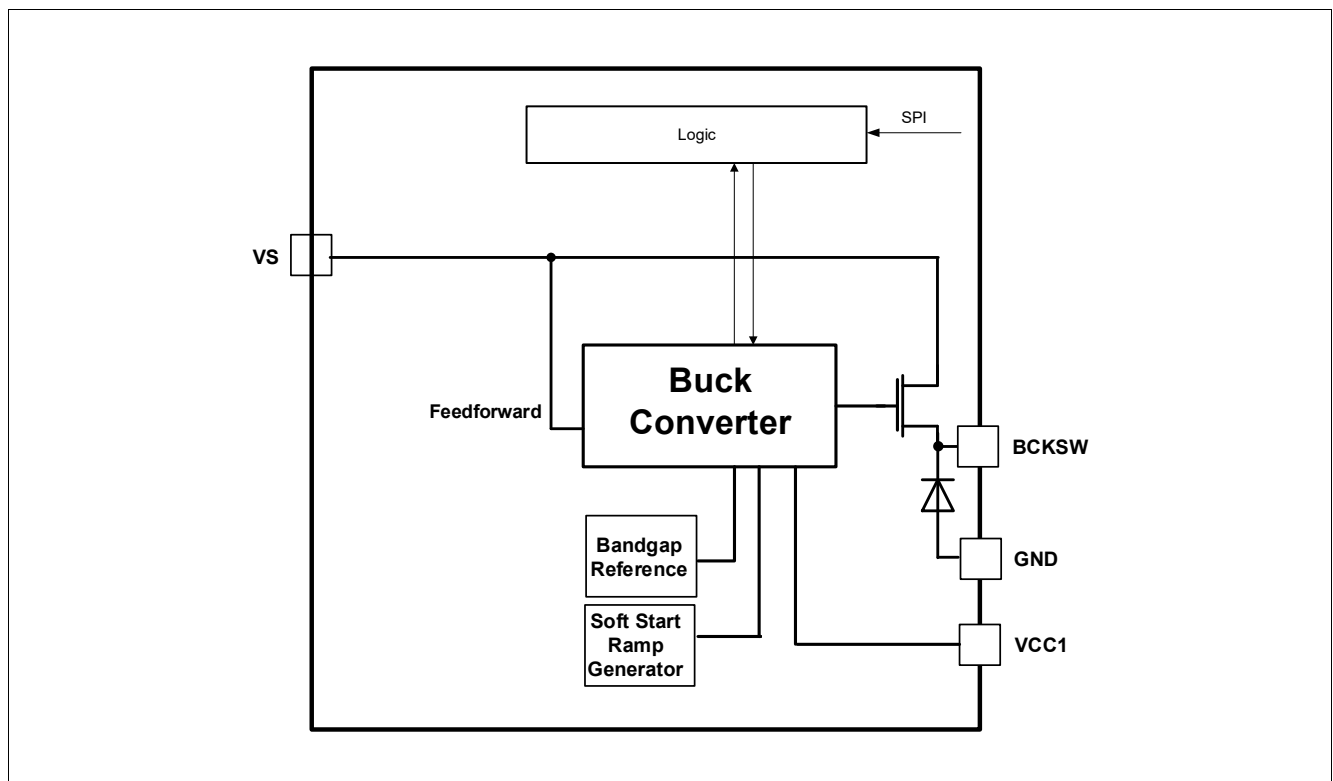 SPI
Logic
VS
Buck
Converter
Feedforward
BCKSW
Bandgap
Reference
GND
Soft Start
Ramp
Generator
VCC1